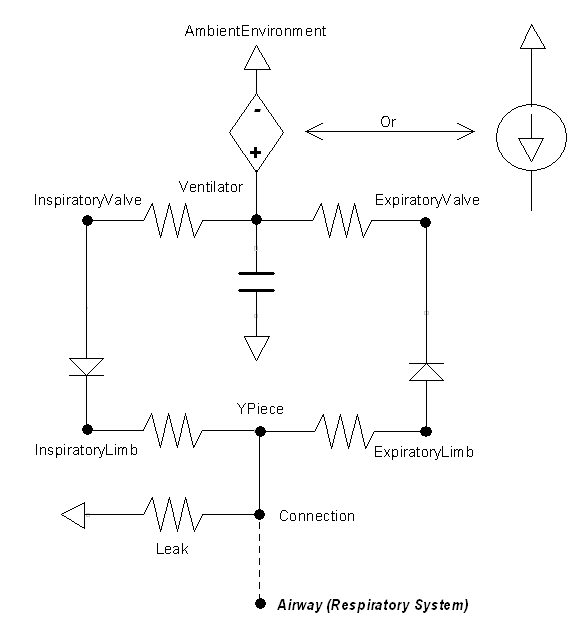 AmbientEnvironment
-
Or
+
Ventilator
InspiratoryValve
ExpiratoryValve
YPiece
InspiratoryLimb
ExpiratoryLimb
Connection
Leak
Airway (Respiratory System)